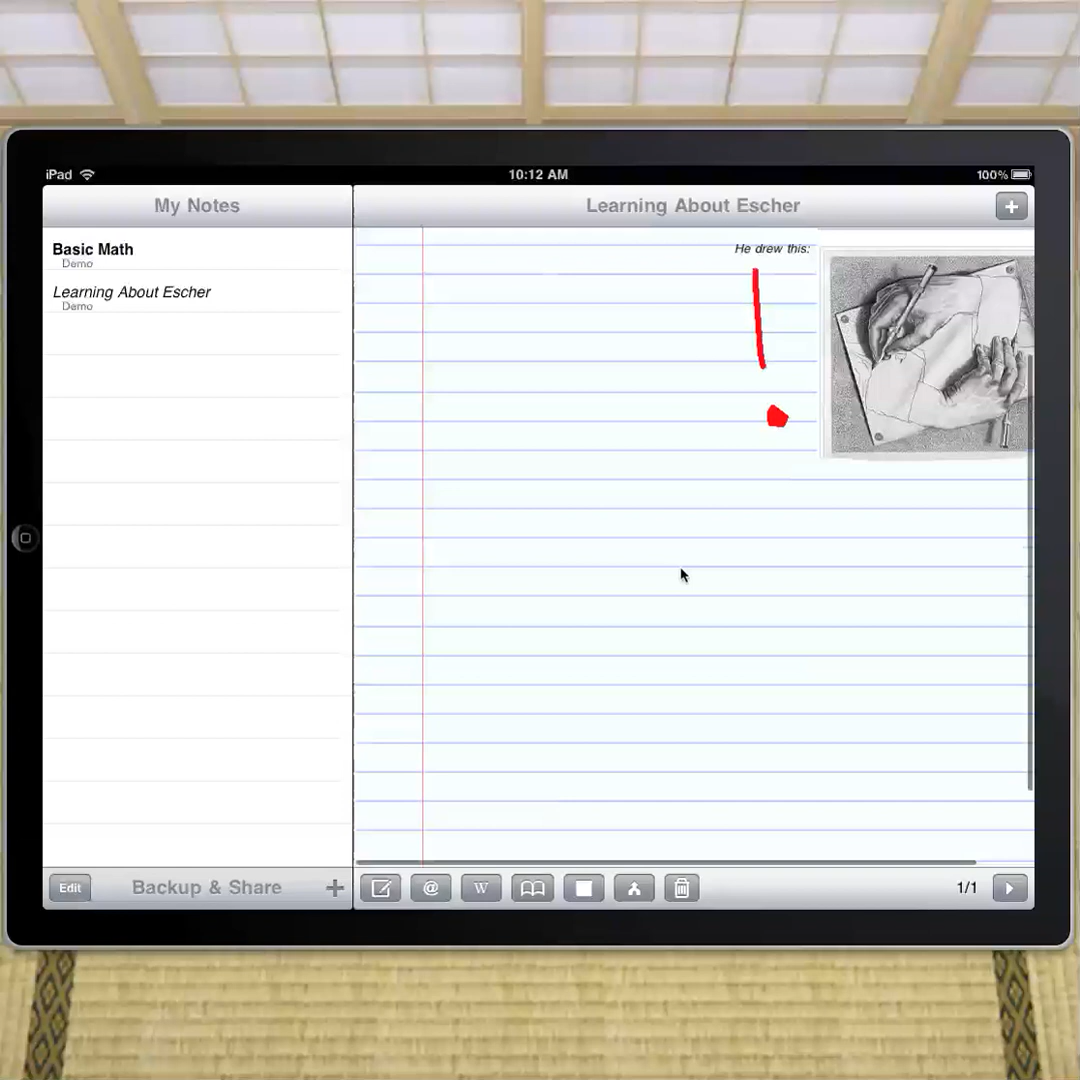 iPad 10:12 AM 100%
My Notes
Learning About Escher
+
Basic Math
Demo
Learning About Escher
Demo
He drew this:
Edit
Backup & Share
+
@
W
1/1